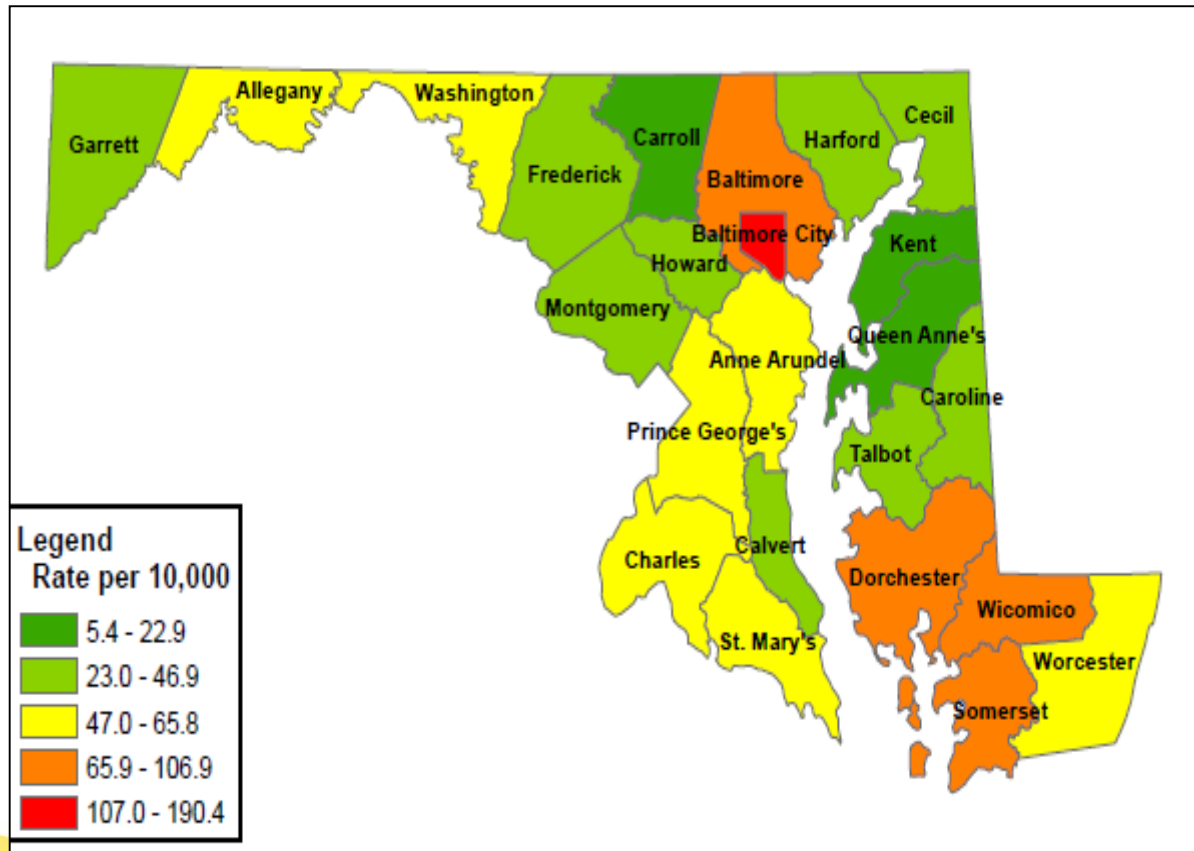 Allegany
Washington
Garrett
Carroll
Harford
Cecil
Frederick
Baltimore
Baltimore City
Kent
Howard
Montgomery
Queen Anne's
Anne Arundel
Caroline
Prince George's
Talbot
Calvert
Charles
Dorchester
Wicomico
St. Mary's
Worcester
Somerset
Legend
Rate per 10,000
5.4 - 22.9
23.0 - 46.9
47.0 - 65.8
65.9 - 106.9
107.0 - 190.4